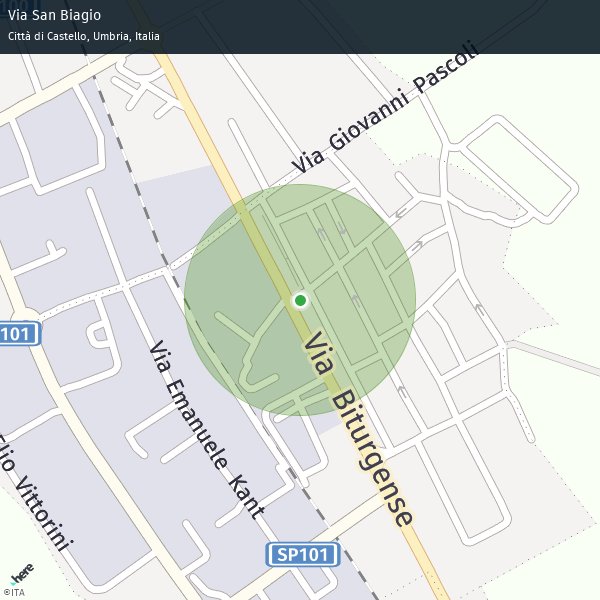 Via San Biagio
Città di Castello, Umbria, Italia
Via Giovanni Pascoli
101
Via Biturgense
Via Emanuele Kant
Elio Vittorini
SP101
here
©ITA